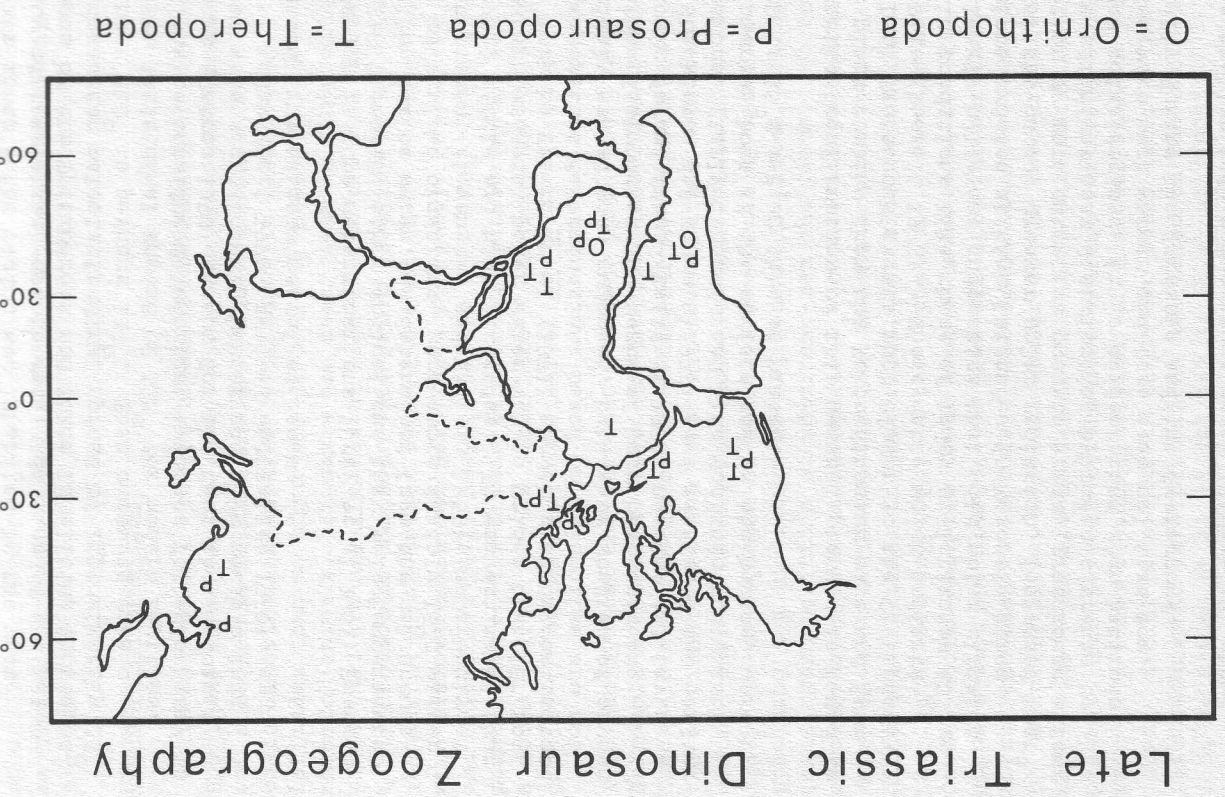 Late Triassic Dinosaur Zoogeography
60°
P
P
T
P
T,P
30°
T
P T
T
P T
T
0°
T
30°
T
T
P
P T
O
O P
T P
60°
O = Ornithopoda P = Prosauropoda T = Theropoda